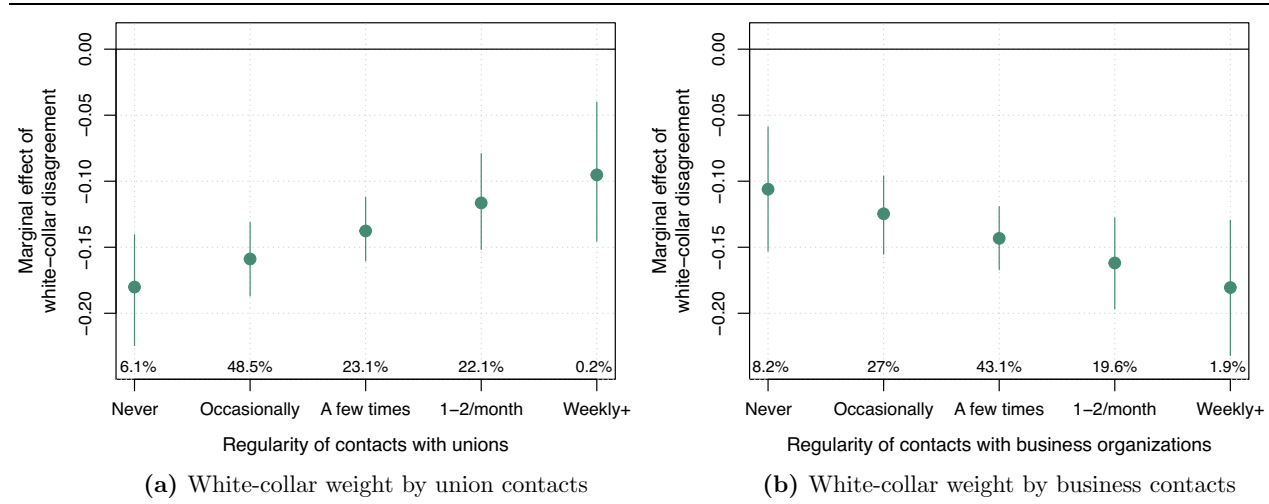 Marginal effect of
white−collar disagreement
0.00
−0.05
−0.10
−0.15
−0.20
6.1% 48.5% 23.1% 22.1% 0.2%
Never Occasionally A few times 1−2/month Weekly+
Regularity of contacts with unions
(a) White-collar weight by union contacts
Marginal effect of
white−collar disagreement
0.00
−0.05
−0.10
−0.15
−0.20
8.2% 27% 43.1% 19.6% 1.9%
Never Occasionally A few times 1−2/month Weekly+
Regularity of contacts with business organizations
(b) White-collar weight by business contacts